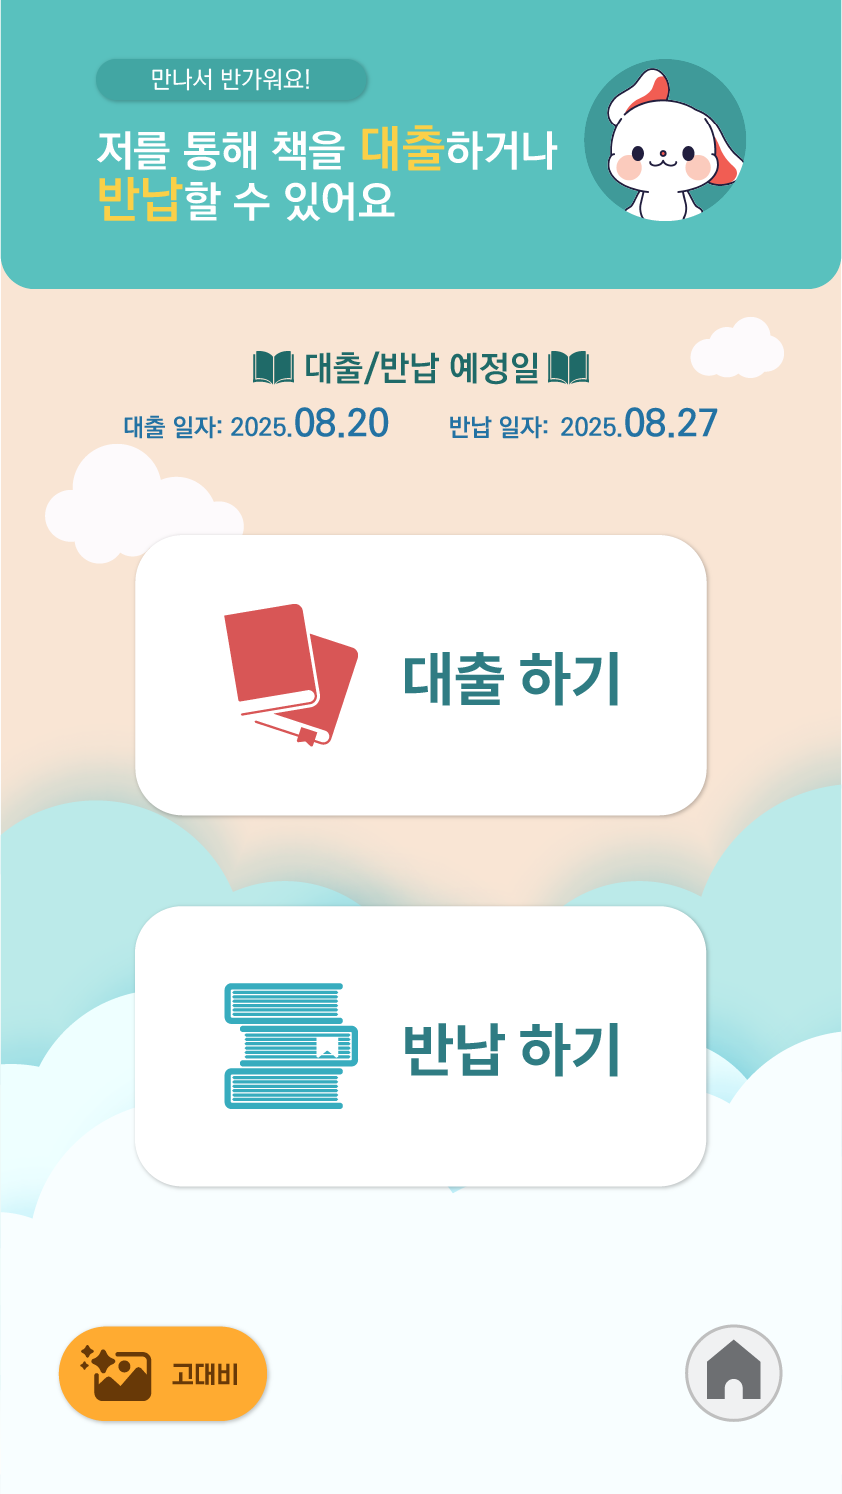 만나서 반가워요!
저를 통해 책을 대출하거나
반납할 수 있어요
대출/반납 예정일
대출 일자: 2025.08.20 반납 일자: 2025.08.27
대출 하기
반납 하기
고대비